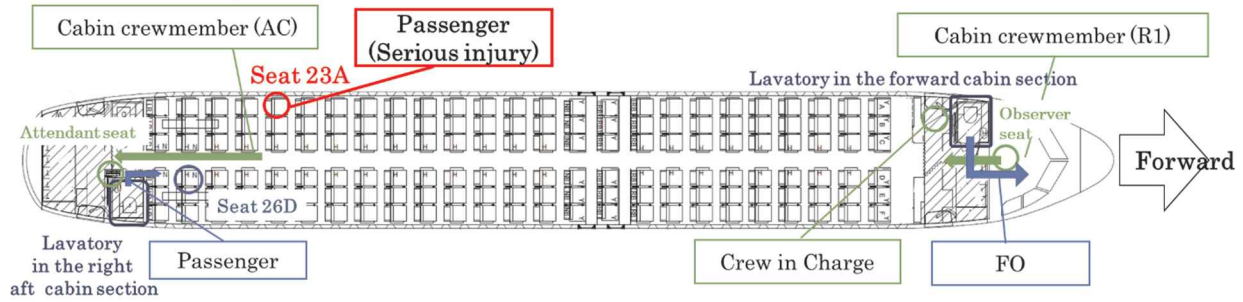 Cabin crewmember (AC)
Passenger
(Serious injury)
Cabin crewmember (R1)
Seat 23A
Lavatory in the forward cabin section
Attendant seat
Observer
seat
Forward
Seat 26D
Lavatory
in the right
aft cabin section
Passenger
Crew in Charge
FO